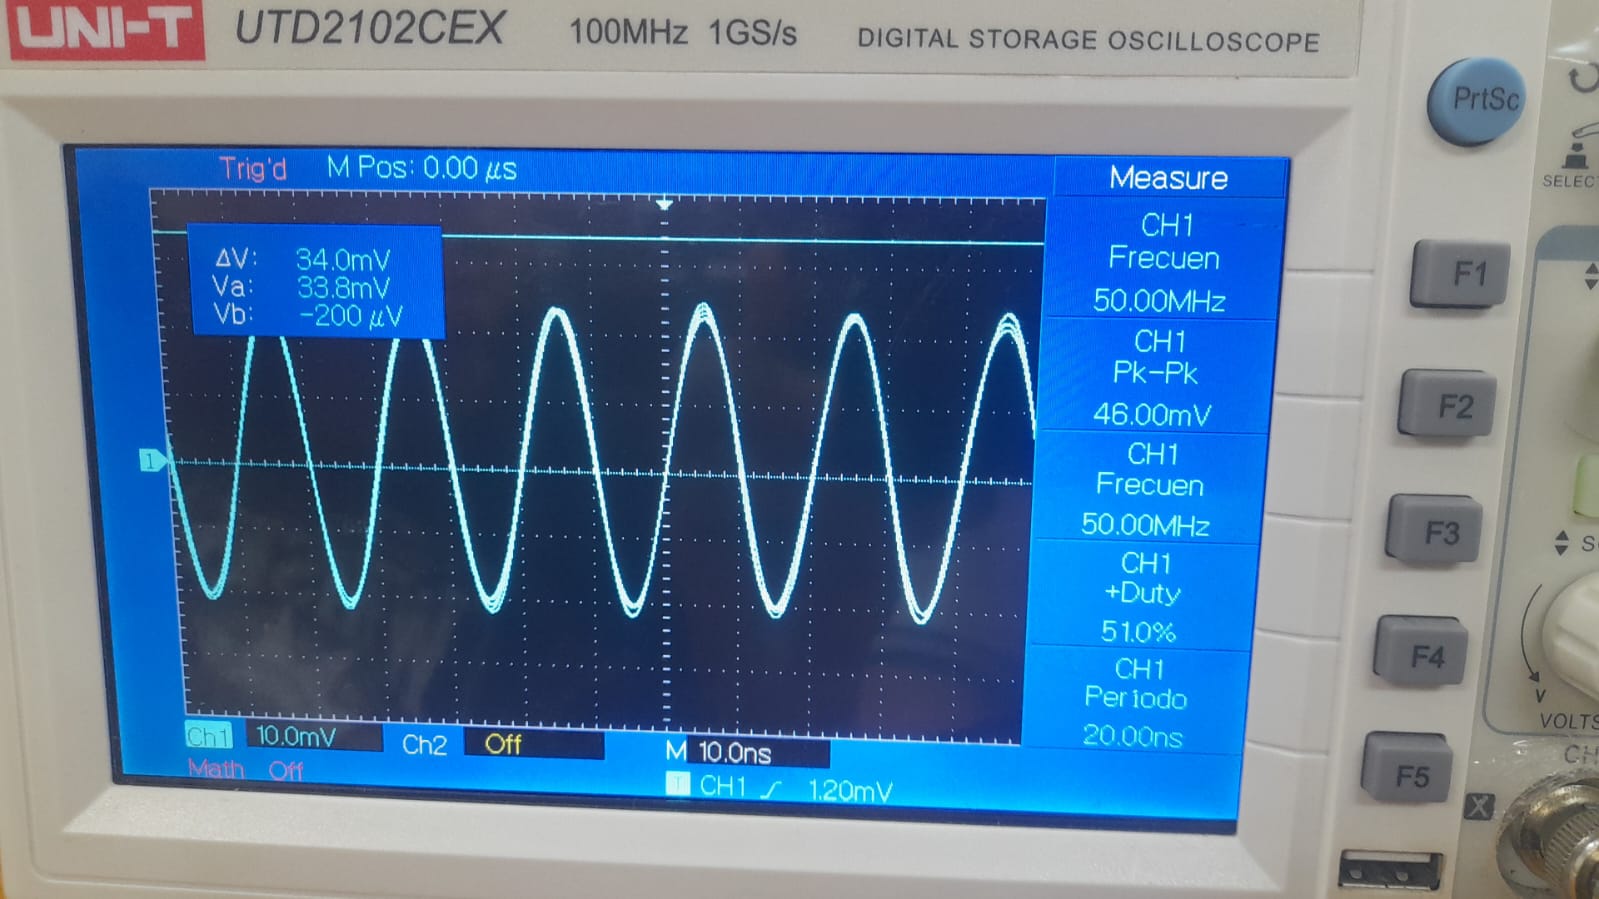 UNI-T UTD2102CEX 100MHz 1GS/s DIGITAL STORAGE OSCILLOSCOPE
PrtSc
SELEC
Trig'd M Pos: 0.00 μs
Measure
ΔV: 34.0mV
Va: 33.8mV
Vb: -200 μV
CH1
Frecuen
50.00MHz
CH1
Pk-Pk
46.00mV
CH1
Frecuen
50.00MHz
CH1
+Duty
51.0%
CH1
Periodo
20.00ns
1
Ch1 10.0mV Ch2 Off M 10.0ns
Math Off T CH1 1.20mV
F1
F2
F3
F4
F5
S
V
VOLTS
CH
X